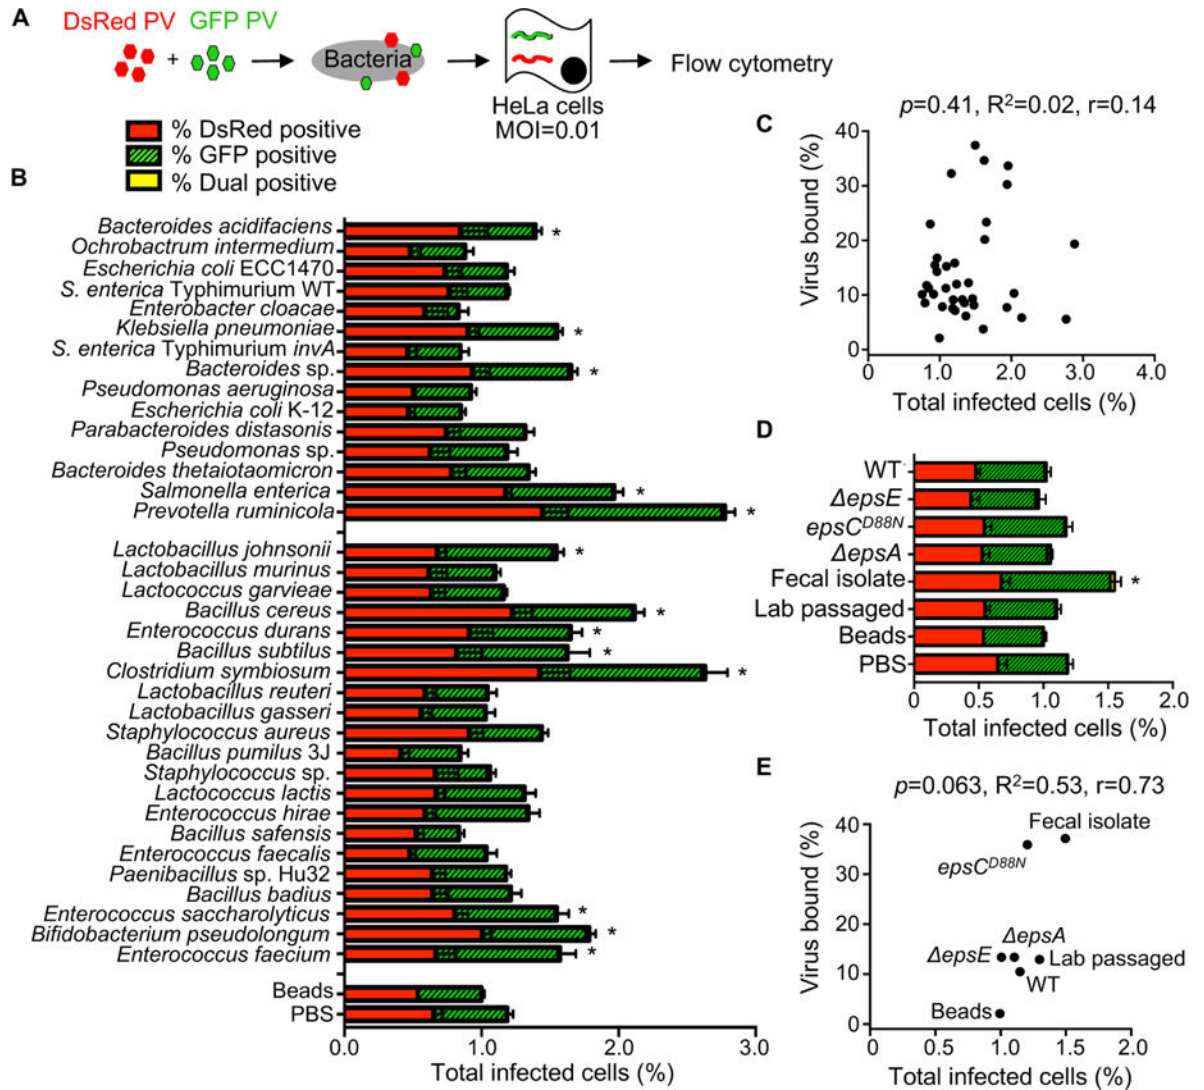 A
DsRed PV GFP PV
+
Bacteria
HeLa cells
MOI=0.01
Flow cytometry
% DsRed positive
% GFP positive
% Dual positive
B
Bacteroides acidifaciens *
Ochrobactrum intermedium
Escherichia coli ECC1470
S. enterica Typhimurium WT
Enterobacter cloacae
Klebsiella pneumoniae *
S. enterica Typhimurium invA
Bacteroides sp. *
Pseudomonas aeruginosa
Escherichia coli K-12
Parabacteroides distasonis
Pseudomonas sp.
Bacteroides thetaiotaomicron
Salmonella enterica *
Prevotella ruminicola *
Lactobacillus johnsonii *
Lactobacillus murinus
Lactococcus garvieae
Bacillus cereus *
Enterococcus durans *
Bacillus subtilus *
Clostridium symbiosum *
Lactobacillus reuteri
Lactobacillus gasseri
Staphylococcus aureus
Bacillus pumilus 3J
Staphylococcus sp.
Lactococcus lactis
Enterococcus hirae
Bacillus safensis
Enterococcus faecalis
Paenibacillus sp. Hu32
Bacillus badius
Enterococcus saccharolyticus *
Bifidobacterium pseudolongum *
Enterococcus faecium *
Beads
PBS
0.0 1.0 2.0 3.0
Total infected cells (%)
C
p=0.41, R²=0.02, r=0.14
Virus bound (%)
40
30
20
10
0
1.0 2.0 3.0 4.0
Total infected cells (%)
D
WT
ΔepsE
epsC^D88N
ΔepsA
Fecal isolate *
Lab passaged
Beads
PBS
0 0.5 1.0 1.5 2.0
Total infected cells (%)
E
p=0.063, R²=0.53, r=0.73
Virus bound (%)
40
30
20
10
0
Fecal isolate
epsC^D88N
ΔepsA
ΔepsE
Lab passaged
WT
Beads
0 0.5 1.0 1.5 2.0
Total infected cells (%)